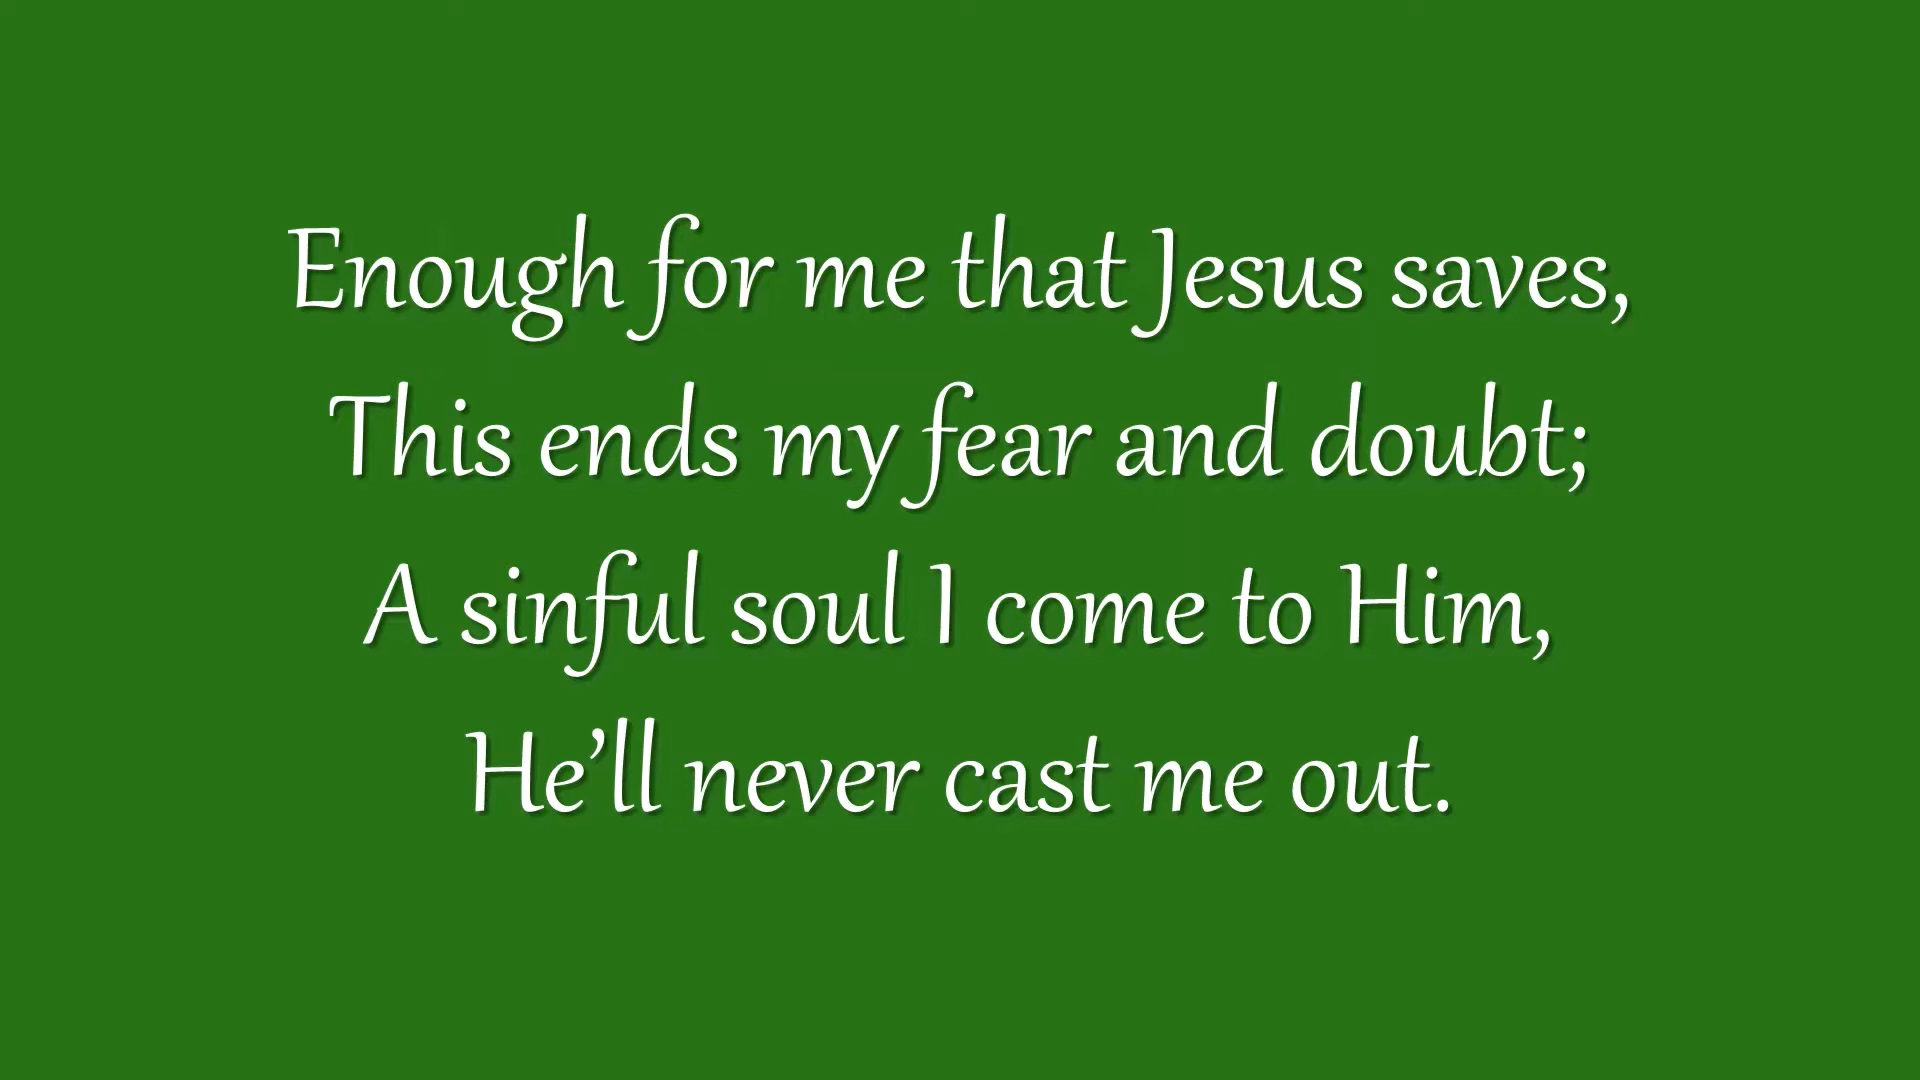 Enough for me that Jesus saves,
This ends my fear and doubt;
A sinful soul I come to Him,
He’ll never cast me out.